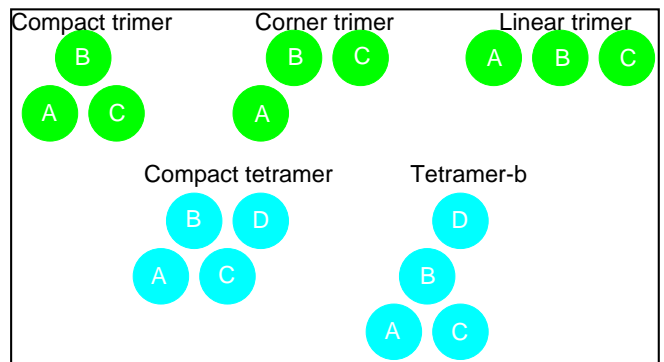 Compact trimer Corner trimer Linear trimer
B B C A B C
A C A
Compact tetramer Tetramer-b
B D D
A C B
A C